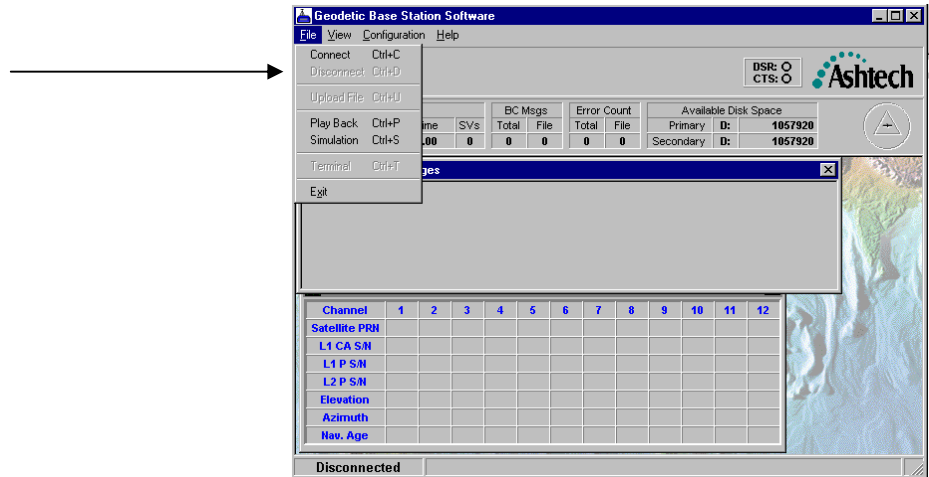 Geodetic Base Station Software
File View Configuration Help
Connect Ctrl+C
Disconnect Ctrl+D
Upload File Ctrl+U
Play Back Ctrl+P
Simulation Ctrl+S
Terminal Ctrl+T
Exit
DSR:
CTS:
Ashtech
SVs
.00 0
BC Msgs
Total File
0 0
Error Count
Total File
0 0
Available Disk Space
Primary D: 1057920
Secondary D: 1057920
Channel 1 2 3 4 5 6 7 8 9 10 11 12
Satellite PRN
L1 CA S/N
L1 P S/N
L2 P S/N
Elevation
Azimuth
Nav. Age
Disconnected